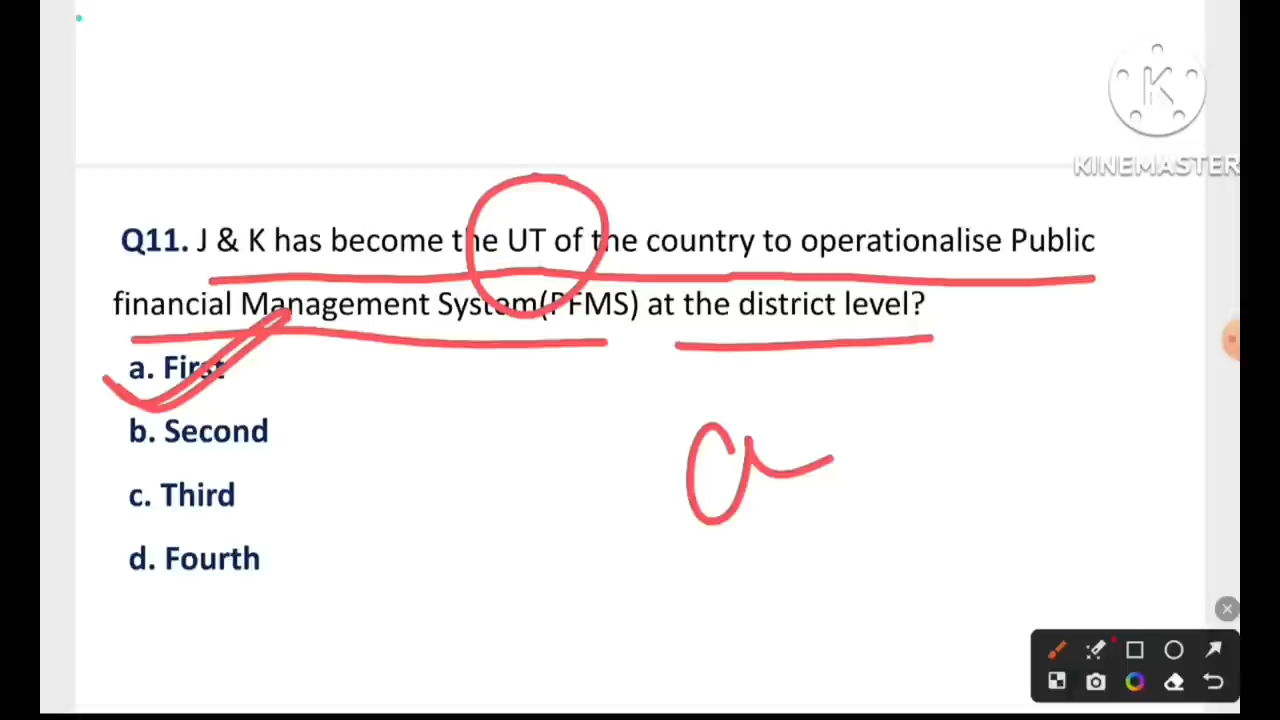 KINEMASTER
Q11. J & K has become the UT of the country to operationalise Public
financial Management System(PFMS) at the district level?
a. First
b. Second
c. Third
d. Fourth
a